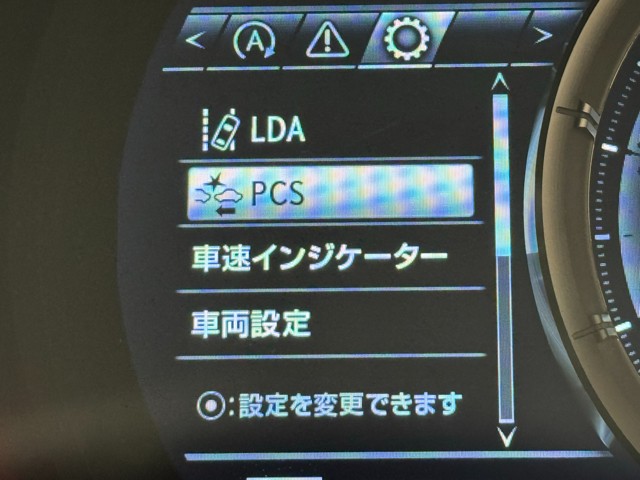 A
LDA
PCS
車速インジケーター
車両設定
:設定を変更できます